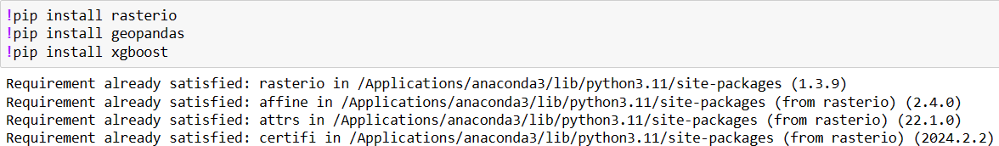 !pip install rasterio
!pip install geopandas
!pip install xgboost
Requirement already satisfied: rasterio in /Applications/anaconda3/lib/python3.11/site-packages (1.3.9)
Requirement already satisfied: affine in /Applications/anaconda3/lib/python3.11/site-packages (from rasterio) (2.4.0)
Requirement already satisfied: attrs in /Applications/anaconda3/lib/python3.11/site-packages (from rasterio) (22.1.0)
Requirement already satisfied: certifi in /Applications/anaconda3/lib/python3.11/site-packages (from rasterio) (2024.2.2)